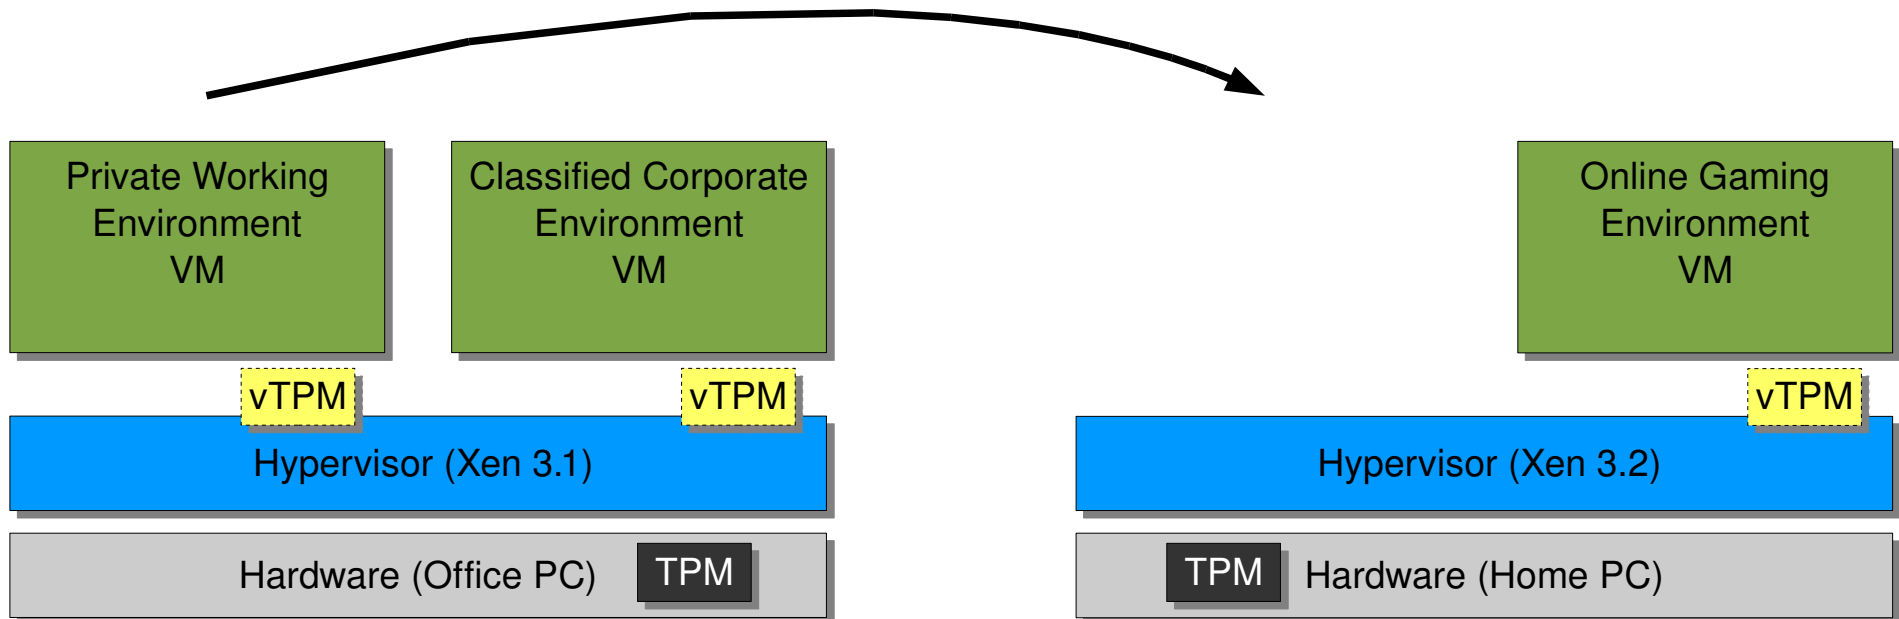 Private Working
Environment
VM
Classified Corporate
Environment
VM
Online Gaming
Environment
VM
vTPM
vTPM
vTPM
Hypervisor (Xen 3.1)
Hypervisor (Xen 3.2)
Hardware (Office PC)
TPM
TPM
Hardware (Home PC)